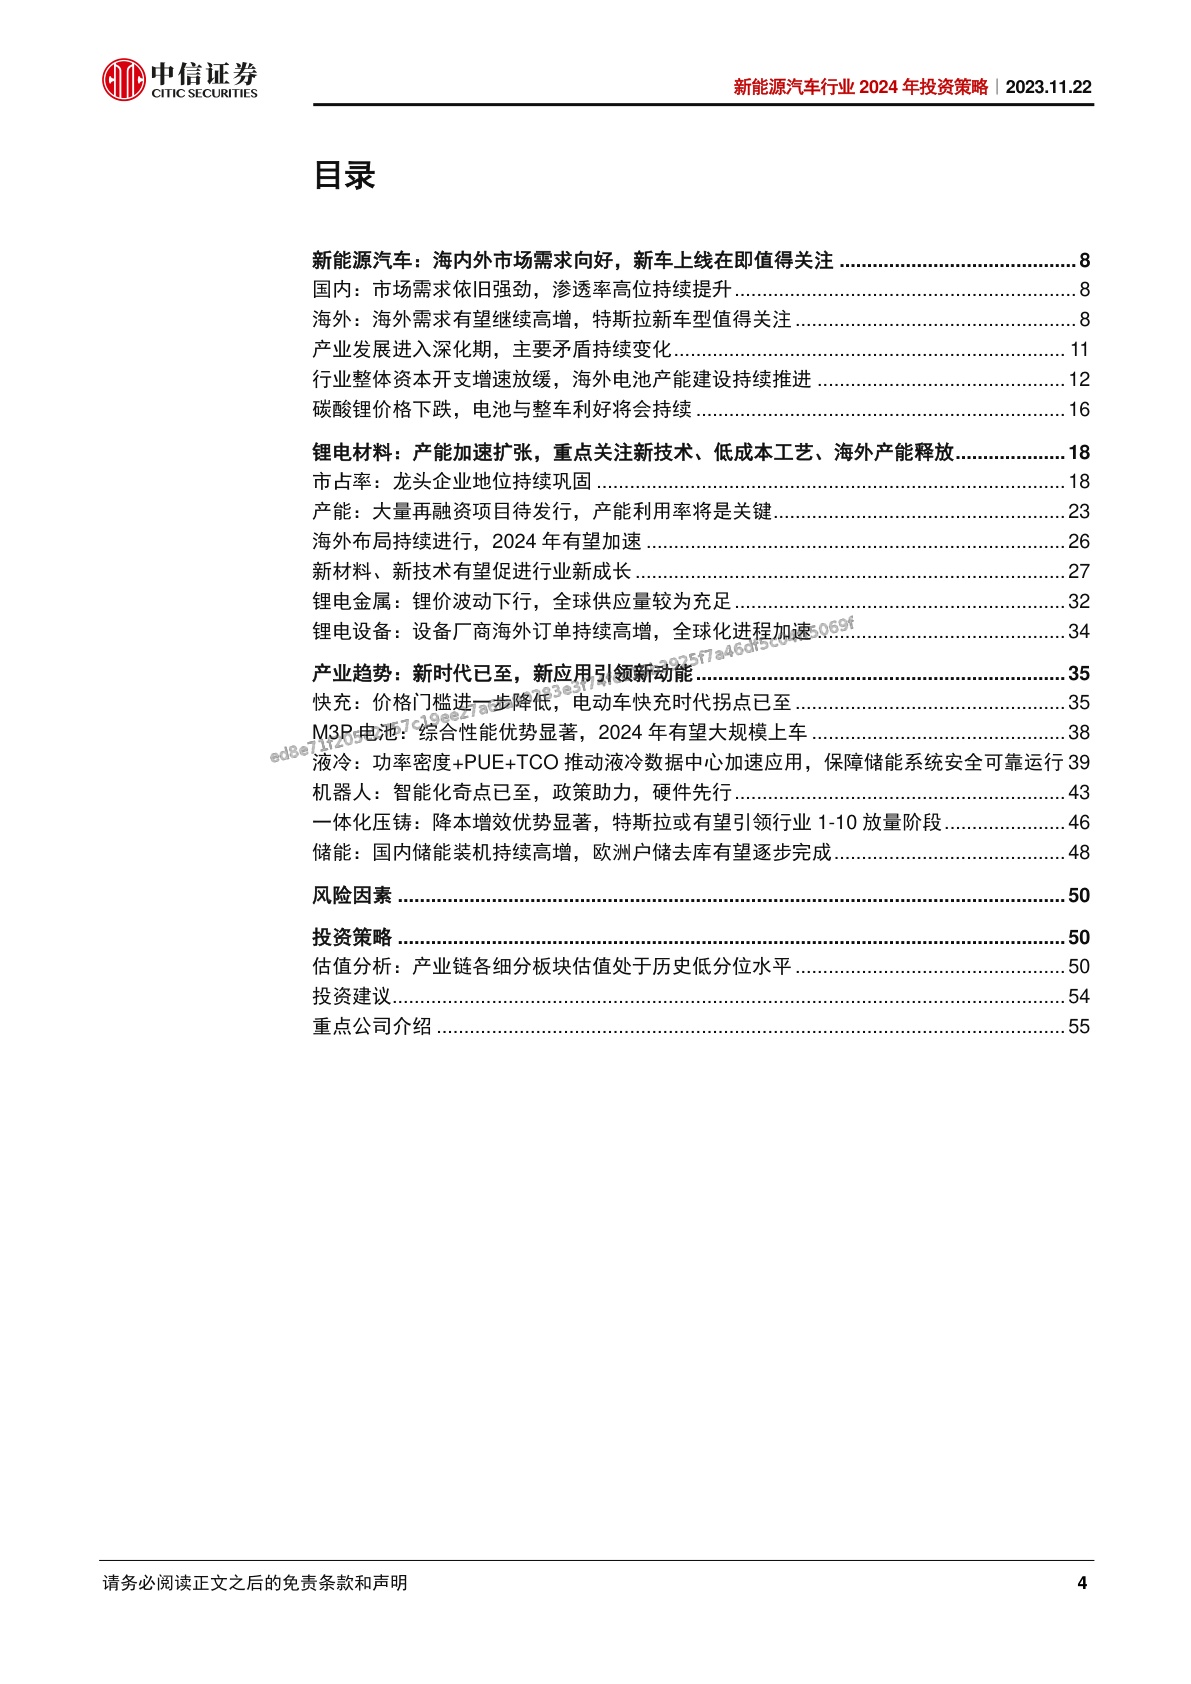 中信证券
CITIC SECURITIES
新能源汽车行业 2024 年投资策略｜2023.11.22
目录
新能源汽车：海内外市场需求向好，新车上线在即值得关注 ........................................... 8
国内：市场需求依旧强劲，渗透率高位持续提升 .............................................................. 8
海外：海外需求有望继续高增，特斯拉新车型值得关注 ................................................... 8
产业发展进入深化期，主要矛盾持续变化....................................................................... 11
行业整体资本开支增速放缓，海外电池产能建设持续推进 ............................................. 12
碳酸锂价格下跌，电池与整车利好将会持续 ................................................................... 16
锂电材料：产能加速扩张，重点关注新技术、低成本工艺、海外产能释放.................... 18
市占率：龙头企业地位持续巩固 ..................................................................................... 18
产能：大量再融资项目待发行，产能利用率将是关键..................................................... 23
海外布局持续进行，2024 年有望加速 ............................................................................ 26
新材料、新技术有望促进行业新成长 .............................................................................. 27
锂电金属：锂价波动下行，全球供应量较为充足 ............................................................ 32
锂电设备：设备厂商海外订单持续高增，全球化进程加速 ............................................. 34
产业趋势：新时代已至，新应用引领新动能 ................................................................... 35
快充：价格门槛进一步降低，电动车快充时代拐点已至 ................................................. 35
M3P 电池：综合性能优势显著，2024 年有望大规模上车 .............................................. 38
液冷：功率密度+PUE+TCO 推动液冷数据中心加速应用，保障储能系统安全可靠运行 39
机器人：智能化奇点已至，政策助力，硬件先行 ............................................................ 43
一体化压铸：降本增效优势显著，特斯拉或有望引领行业 1-10 放量阶段...................... 46
储能：国内储能装机持续高增，欧洲户储去库有望逐步完成.......................................... 48
风险因素 ......................................................................................................................... 50
投资策略 ......................................................................................................................... 50
估值分析：产业链各细分板块估值处于历史低分位水平 ................................................. 50
投资建议.......................................................................................................................... 54
重点公司介绍 .................................................................................................................. 55
请务必阅读正文之后的免责条款和声明
4